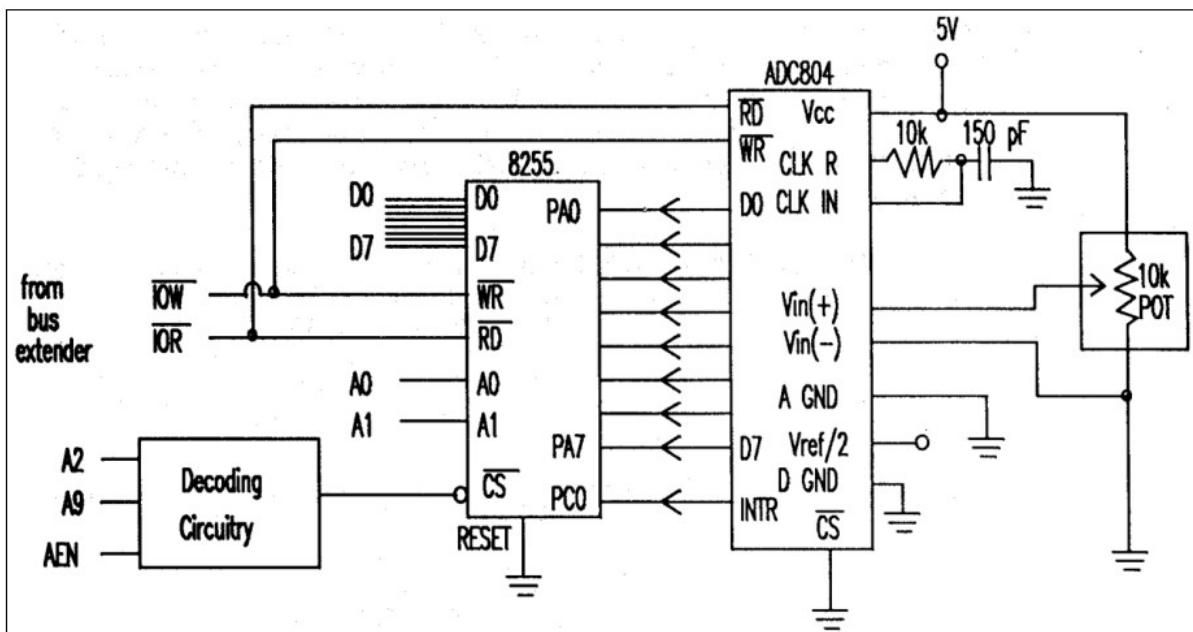 5V
ADC804
RD Vcc
10k 150 pF
WR
CLK R
8255
D0 D0 PA0 D0 CLK IN
D7 D7
10k
POT
from
bus
extender
IOW WR Vin(+)
IOR RD Vin(-)
A0 A0
A GND
A1 A1
PA7 D7 Vref/2
A2
A9
AEN
Decoding
Circuitry
CS
D GND
PC0 INTR
RESET
CS